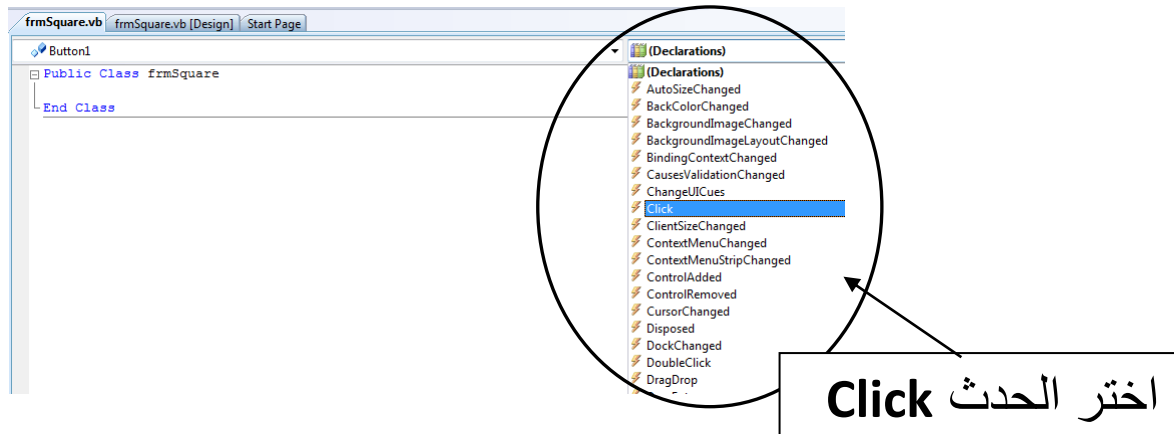 frmSquare.vb frmSquare.vb [Design] Start Page
Button1 (Declarations)
Public Class frmSquare
End Class
(Declarations)
AutoSizeChanged
BackColorChanged
BackgroundImageChanged
BackgroundImageLayoutChanged
BindingContextChanged
CausesValidationChanged
ChangeUICues
Click
ClientSizeChanged
ContextMenuChanged
ContextMenuStripChanged
ControlAdded
ControlRemoved
CursorChanged
Disposed
DockChanged
DoubleClick
DragDrop
اختر الحدث Click